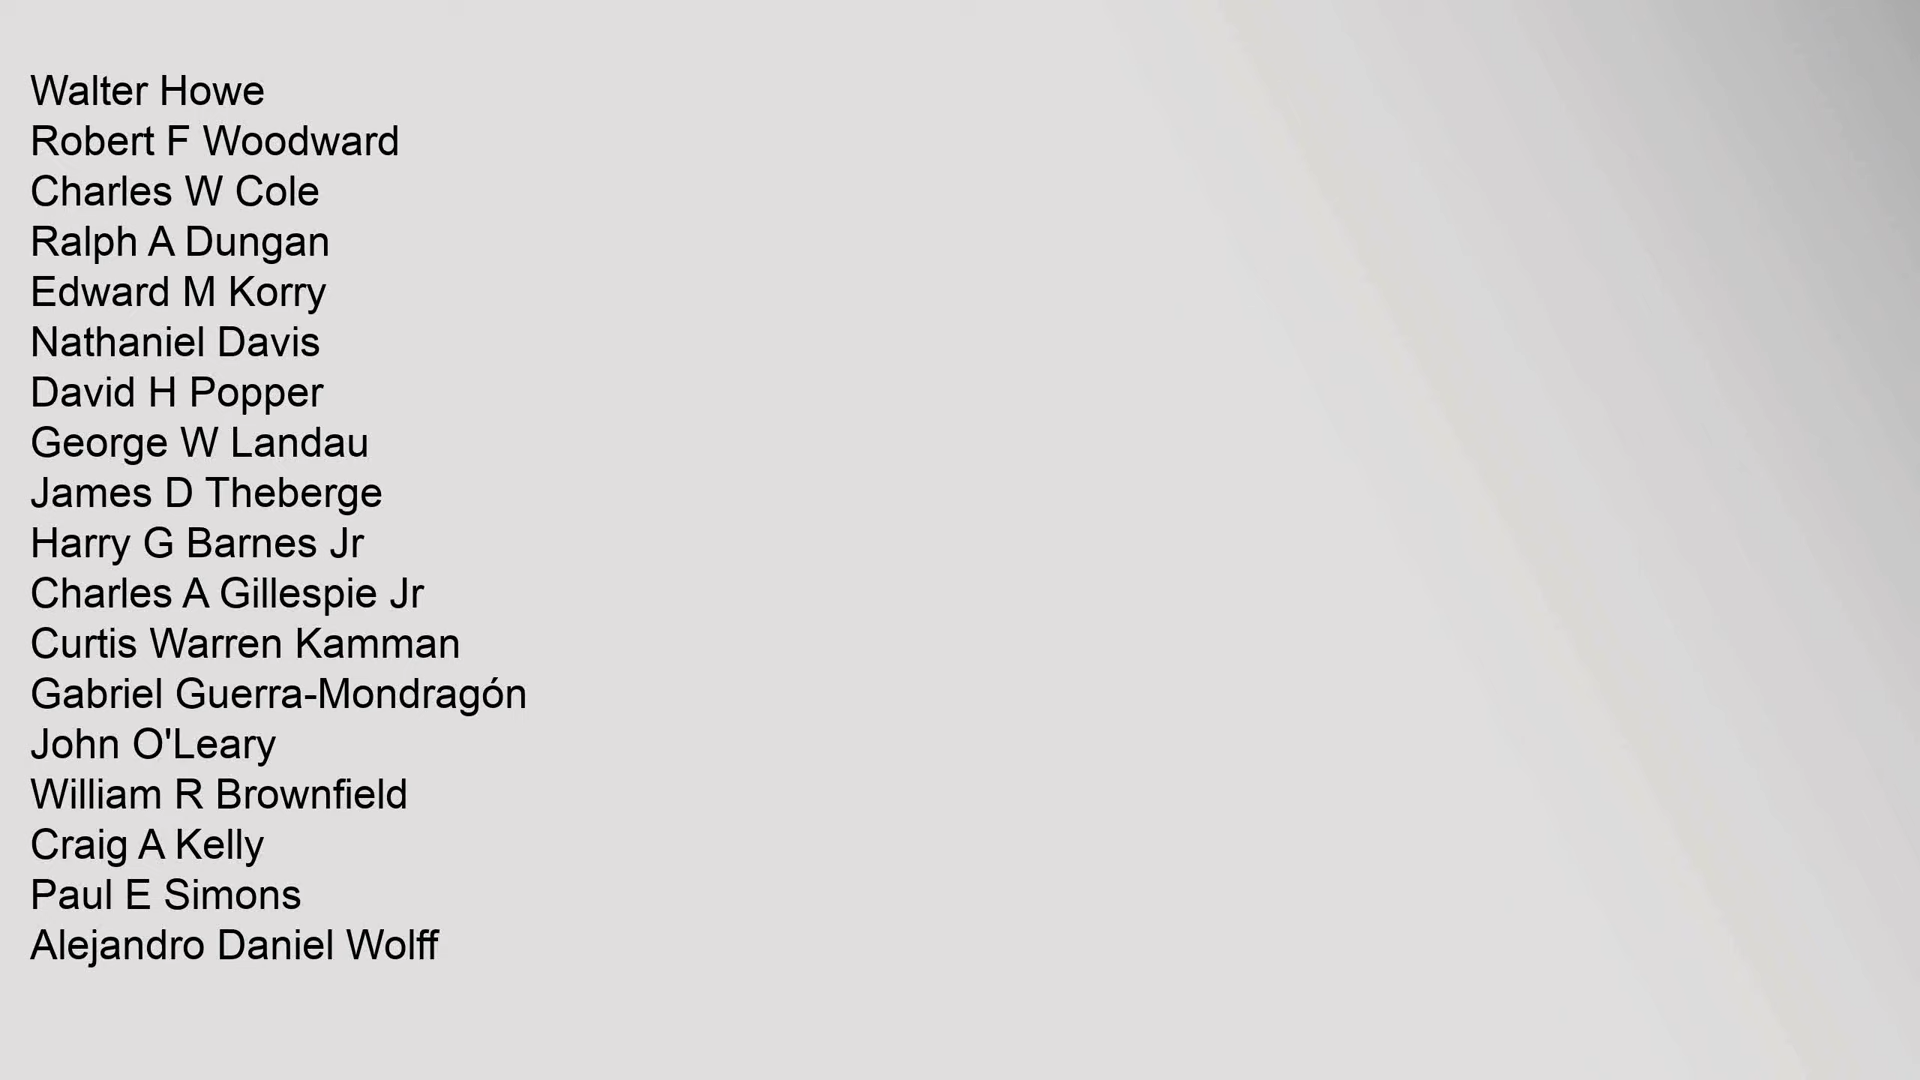 Walter Howe
Robert F Woodward
Charles W Cole
Ralph A Dungan
Edward M Korry
Nathaniel Davis
David H Popper
George W Landau
James D Theberge
Harry G Barnes Jr
Charles A Gillespie Jr
Curtis Warren Kamman
Gabriel Guerra-Mondragón
John O'Leary
William R Brownfield
Craig A Kelly
Paul E Simons
Alejandro Daniel Wolff